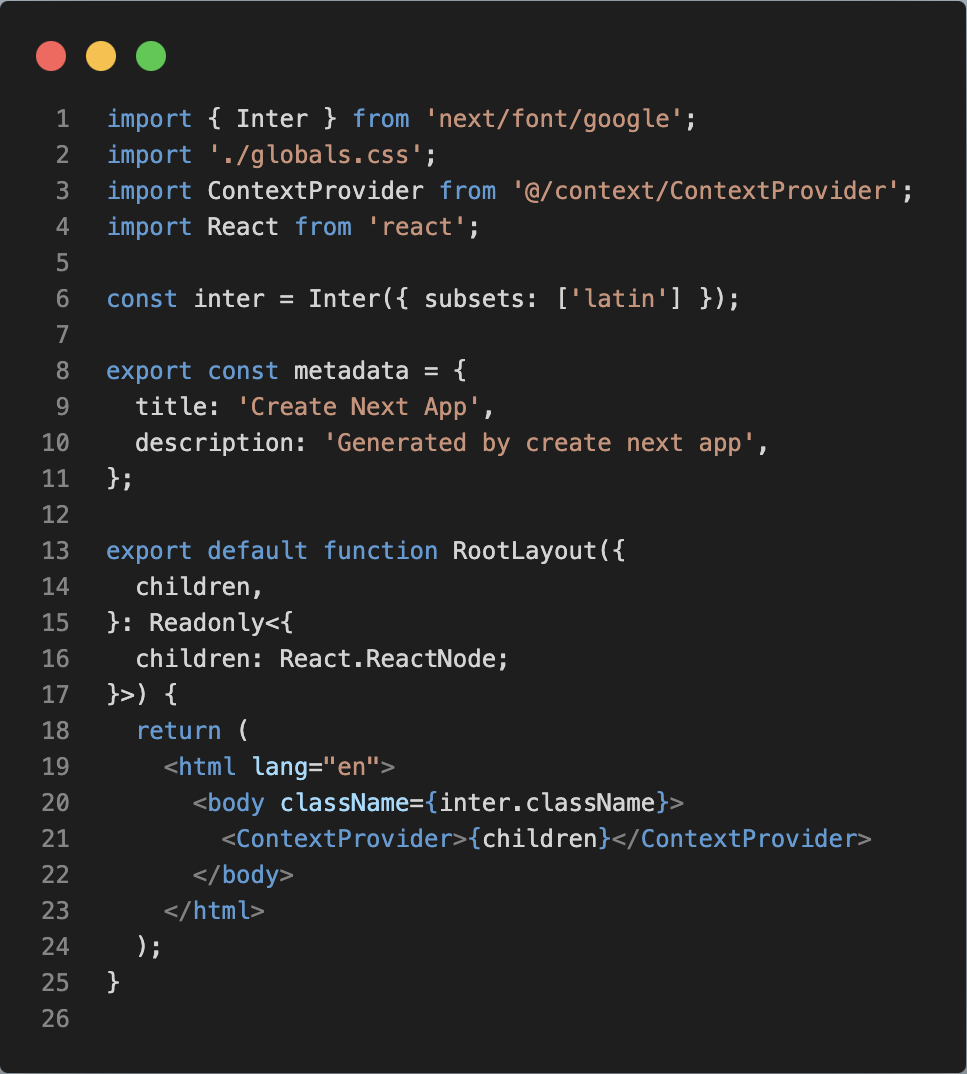 1 import { Inter } from 'next/font/google';
2 import './globals.css';
3 import ContextProvider from '@/context/ContextProvider';
4 import React from 'react';
5
6 const inter = Inter({ subsets: ['latin'] });
7
8 export const metadata = {
9   title: 'Create Next App',
10   description: 'Generated by create next app',
11 };
12
13 export default function RootLayout({
14   children,
15 }: Readonly<{
16   children: React.ReactNode;
17 }>) {
18   return (
19     <html lang="en">
20       <body className={inter.className}>
21         <ContextProvider>{children}</ContextProvider>
22       </body>
23     </html>
24   );
25 }
26